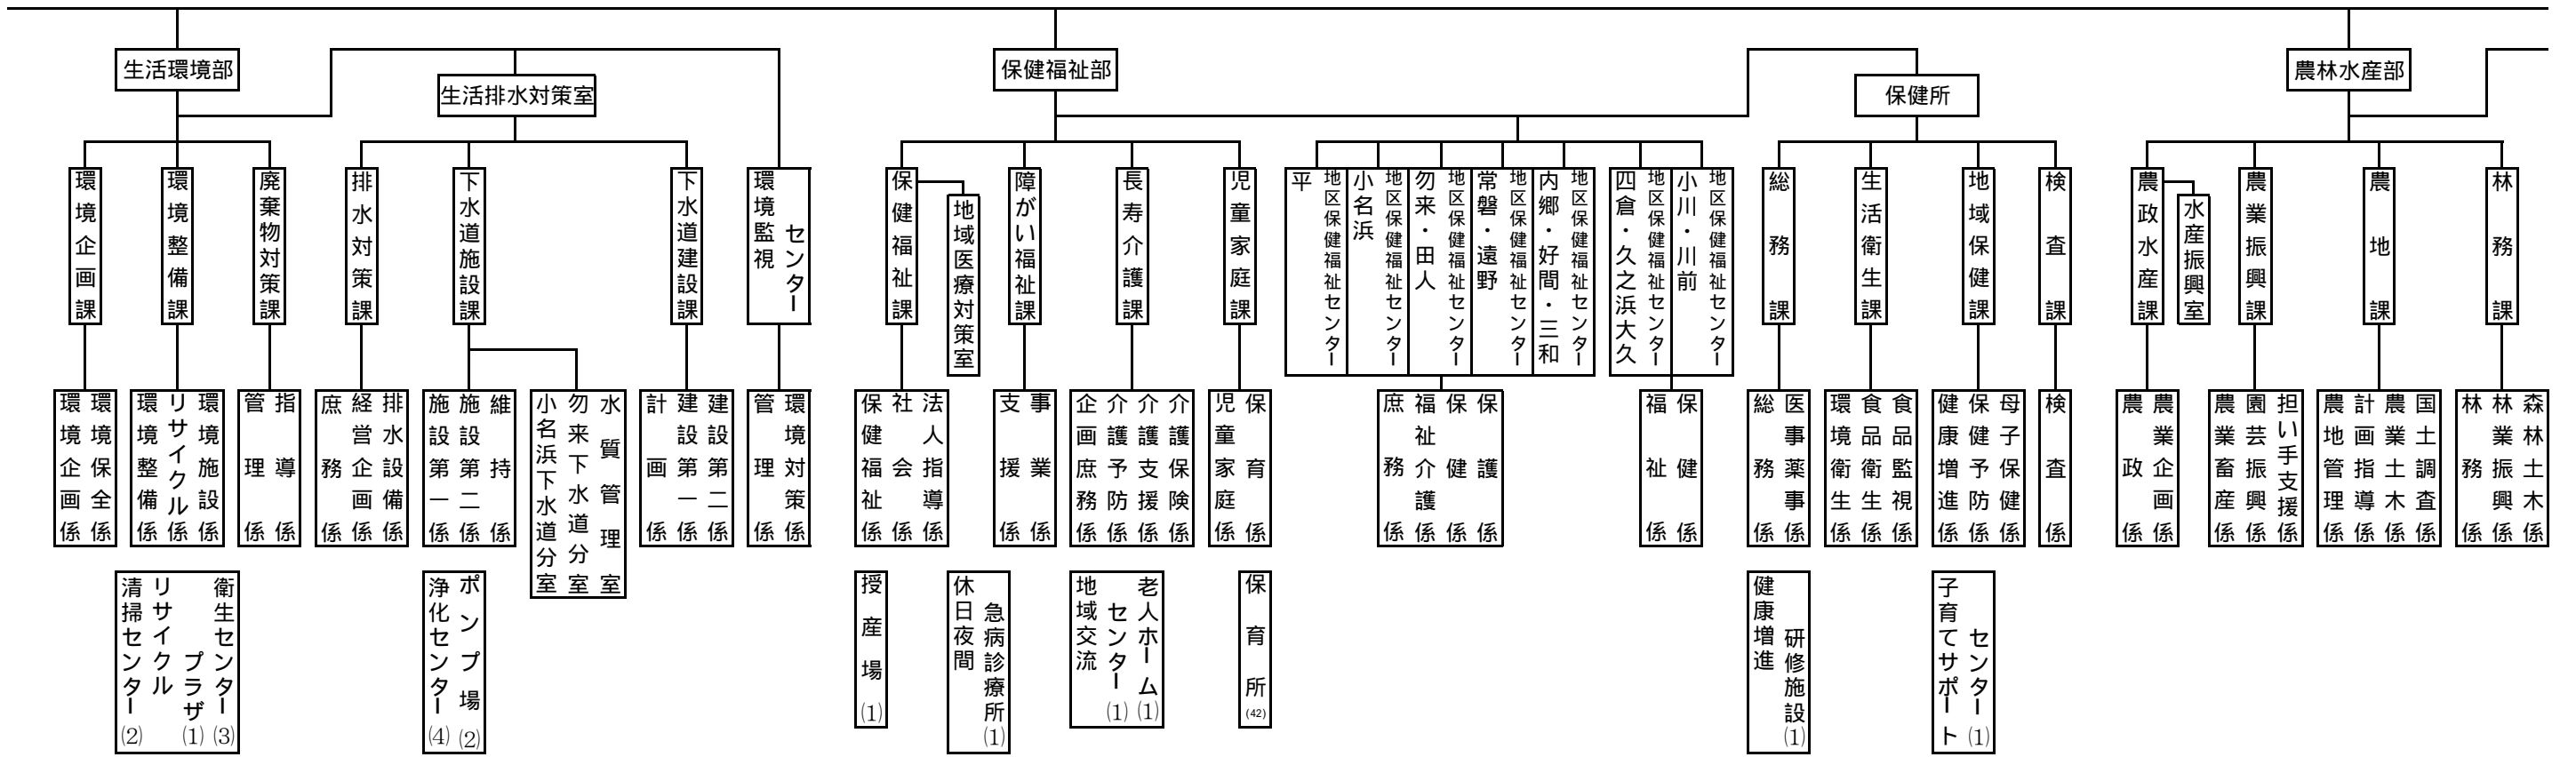 生活環境部
生活排水対策室
保健福祉部
保健所
農林水産部
環境企画課
環境整備課
廃棄物対策課
排水対策課
下水道施設課
下水道建設課
環境監視
センター
保健福祉課
地域医療対策室
障がい福祉課
長寿介護課
児童家庭課
平
地区保健福祉センター
小名浜
地区保健福祉センター
勿来・田人
地区保健福祉センター
常磐・遠野
地区保健福祉センター
内郷・好間・三和
地区保健福祉センター
四倉・久之浜大久
地区保健福祉センター
小川・川前
地区保健福祉センター
総務課
生活衛生課
地域保健課
検査課
農政水産課
水産振興室
農業振興課
農地課
林務課
環境企画係
環境保全係
環境整備係
リサイクル係
環境施設係
管理係
指導係
庶務係
経営企画係
排水設備係
施設第一係
施設第二係
維持係
小名浜下水道分室
勿来下水道分室
水質管理室
計画係
建設第一係
建設第二係
管理係
環境対策係
保健福祉係
社会係
法人指導係
支援係
事業係
企画庶務係
介護予防係
介護支援係
介護保険係
児童家庭係
保育係
庶務係
福祉介護係
保健係
保護係
福祉係
保健係
総務係
医事薬事係
環境衛生係
食品衛生係
食品監視係
健康増進係
保健予防係
母子保健係
検査係
農政係
農業企画係
農業畜産係
園芸振興係
担い手支援係
農地管理係
計画指導係
農業土木係
国土調査係
林務係
林業振興係
森林土木係
清掃センター(2)
リサイクル
プラザ(1)
衛生センター(3)
浄化センター(4)
ポンプ場(2)
授産場(1)
休日夜間
急病診療所(1)
地域交流
センター(1)
老人ホーム(1)
保育所(42)
健康増進
研修施設(1)
子育てサポート
センター(1)